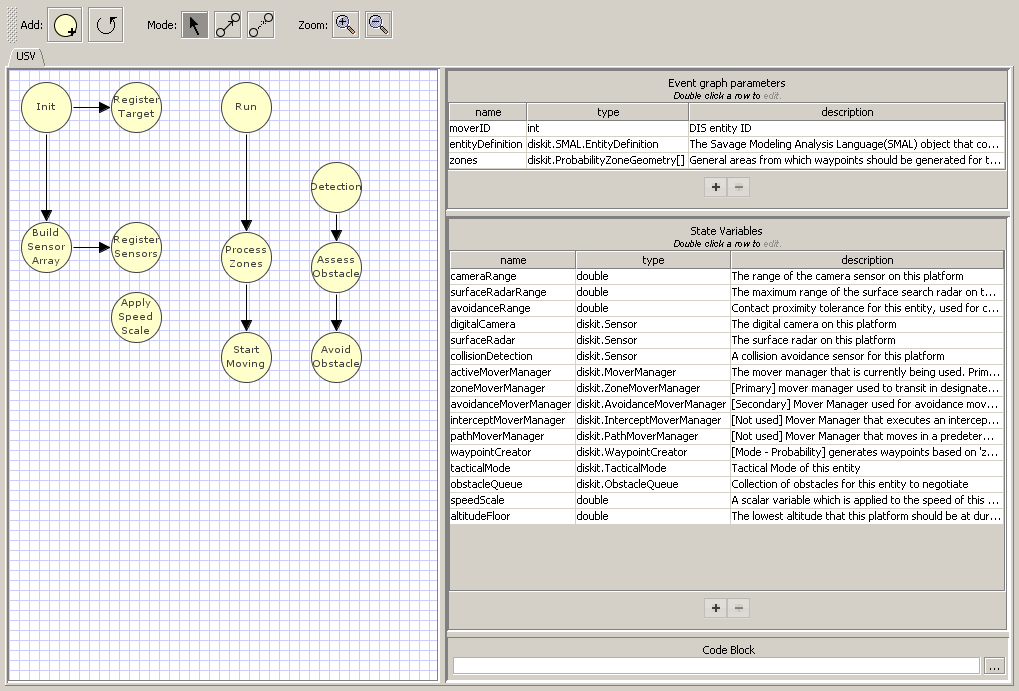 Add: Mode: Zoom:
USV
Init
Register
Target
Run
Detection
Build
Sensor
Array
Register
Sensors
Process
Zones
Assess
Obstacle
Apply
Speed
Scale
Start
Moving
Avoid
Obstacle
Event graph parameters
Double click a row to edit.
name type description
moverID int DIS entity ID
entityDefinition diskit.SMAL.EntityDefinition The Savage Modeling Analysis Language(SMAL) object that co...
zones diskit.ProbabilityZoneGeometry[] General areas from which waypoints should be generated for t...
+ −
State Variables
Double click a row to edit.
name type description
cameraRange double The range of the camera sensor on this platform
surfaceRadarRange double The maximum range of the surface search radar on t...
avoidanceRange double Contact proximity tolerance for this entity, used for c...
digitalCamera diskit.Sensor The digital camera on this platform
surfaceRadar diskit.Sensor The surface radar on this platform
collisionDetection diskit.Sensor A collision avoidance sensor for this platform
activeMoverManager diskit.MoverManager The mover manager that is currently being used. Prim...
zoneMoverManager diskit.ZoneMoverManager [Primary] mover manager used to transit in designate...
avoidanceMoverManager diskit.AvoidanceMoverManager [Secondary] Mover Manager used for avoidance mov...
interceptMoverManager diskit.InterceptMoverManager [Not used] Mover Manager that executes an intercep...
pathMoverManager diskit.PathMoverManager [Not used] Mover Manager that moves in a predeter...
waypointCreator diskit.WaypointCreator [Mode - Probability] generates waypoints based on 'z...
tacticalMode diskit.TacticalMode Tactical Mode of this entity
obstacleQueue diskit.ObstacleQueue Collection of obstacles for this entity to negotiate
speedScale double A scalar variable which is applied to the speed of this ...
altitudeFloor double The lowest altitude that this platform should be at dur...
+ −
Code Block
...